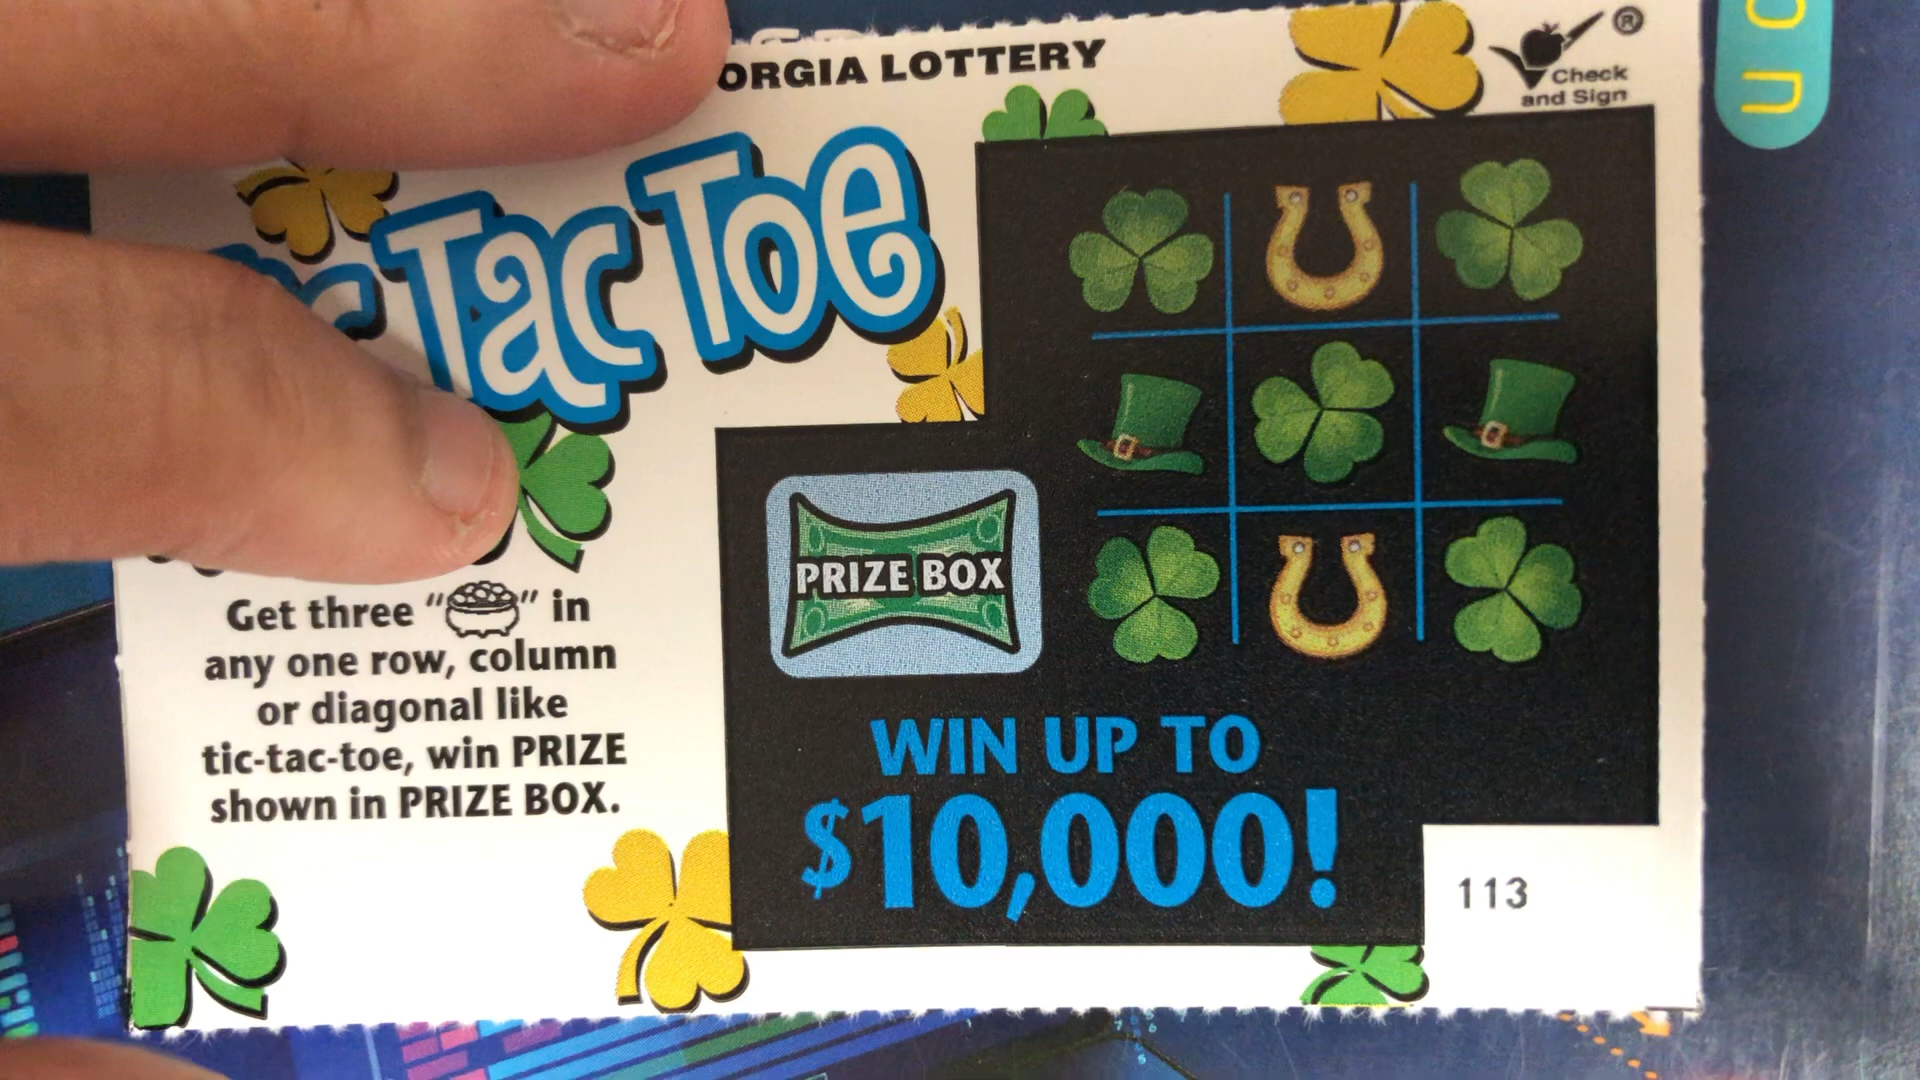 ORGIA LOTTERY
®
Check
and Sign
Tac Toe
PRIZE BOX
Get three “ ” in
any one row, column
or diagonal like
tic-tac-toe, win PRIZE
shown in PRIZE BOX.
WIN UP TO
$10,000!
113